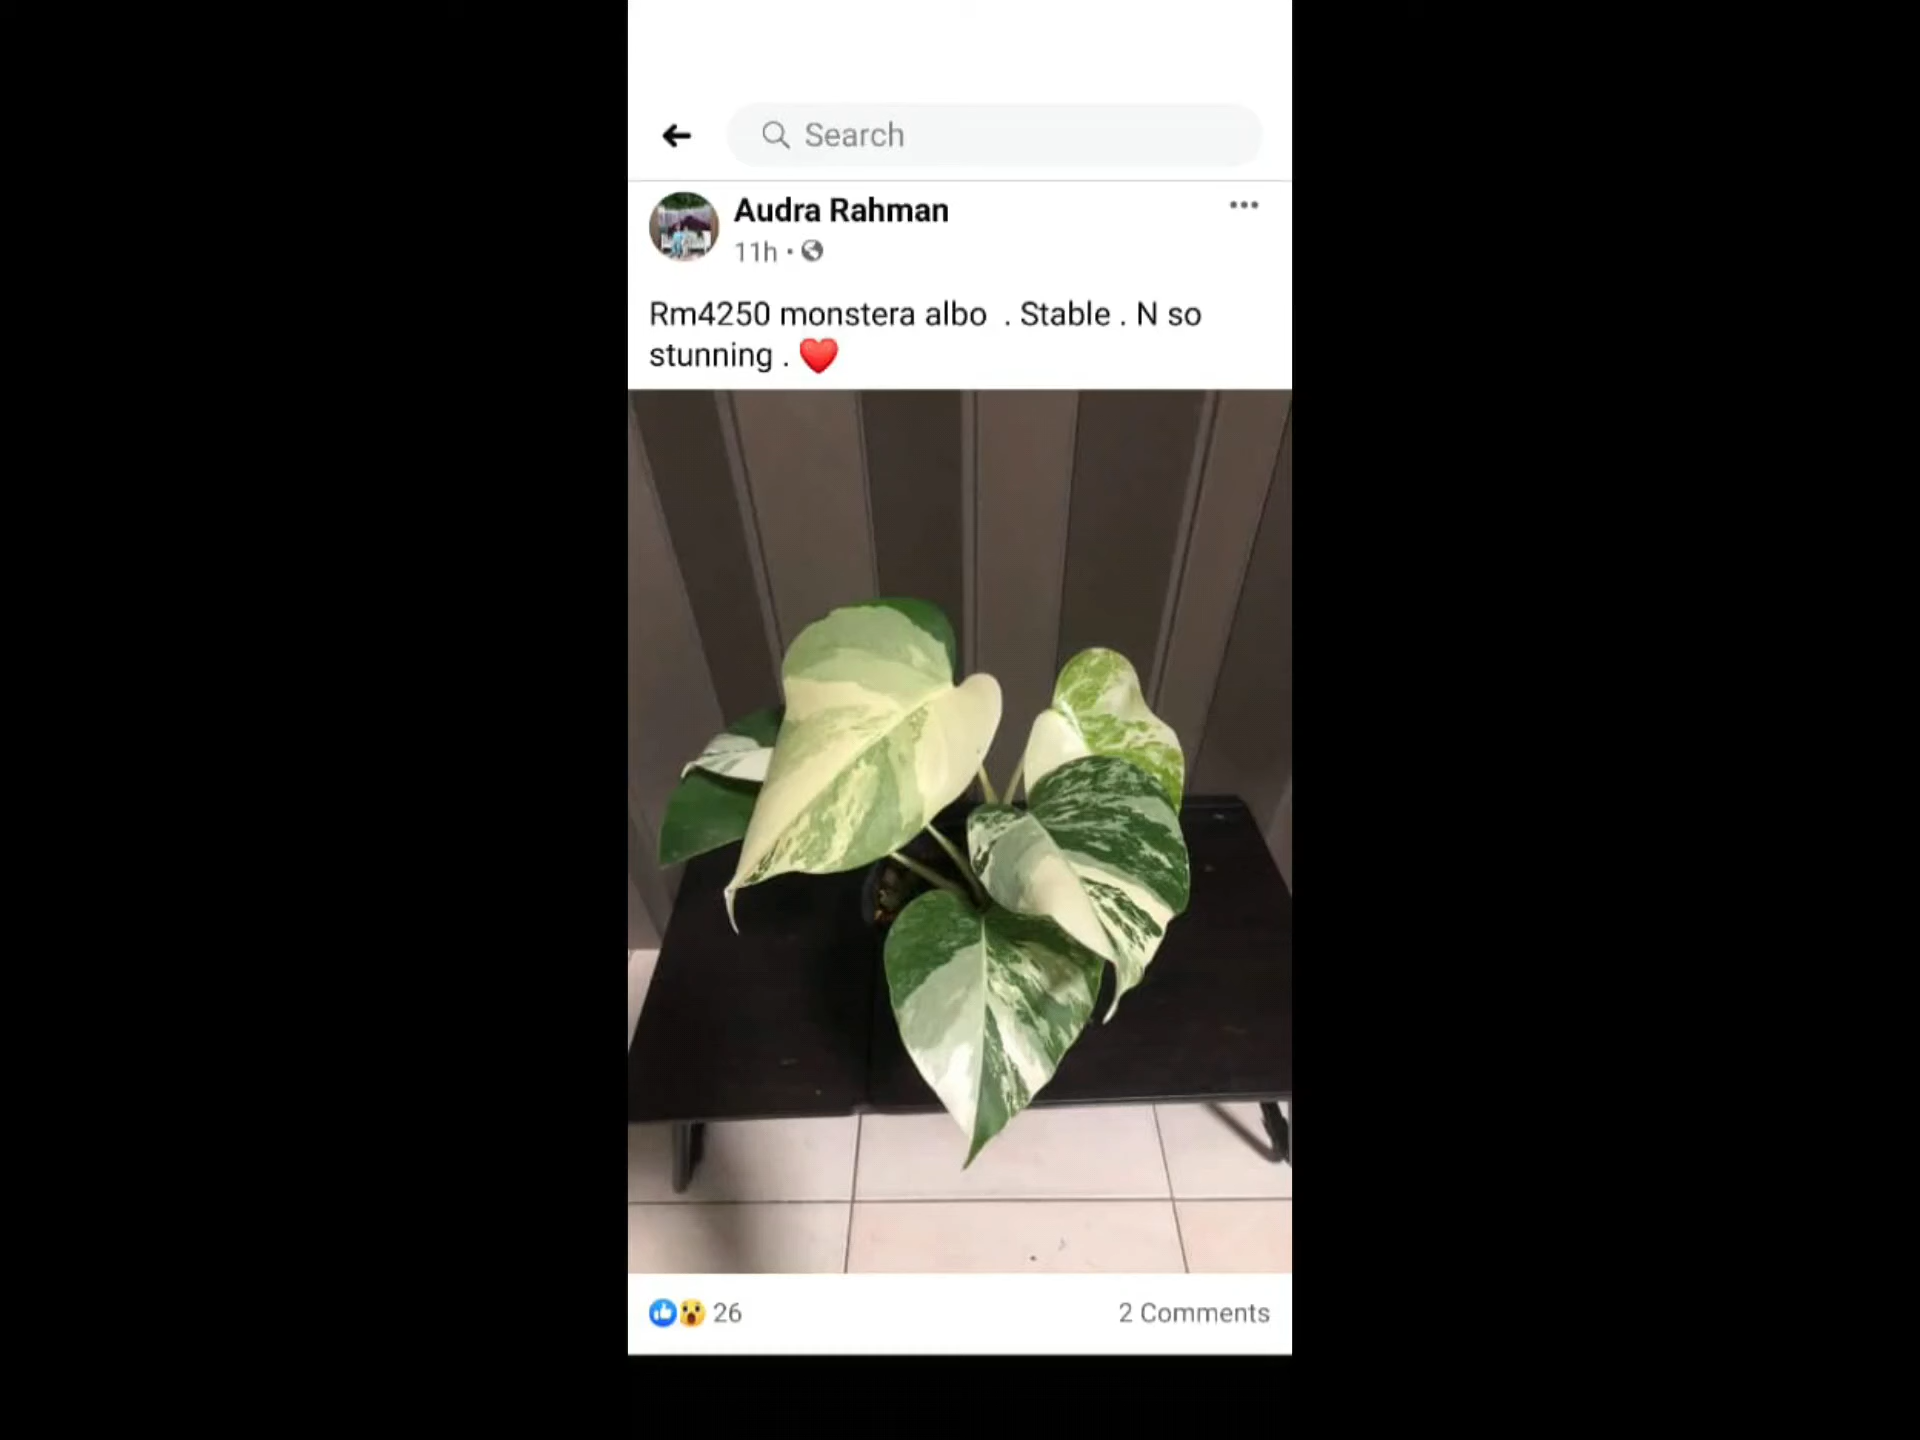 Search
Audra Rahman
11h ·
Rm4250 monstera albo . Stable . N so
stunning . ❤️
26
2 Comments